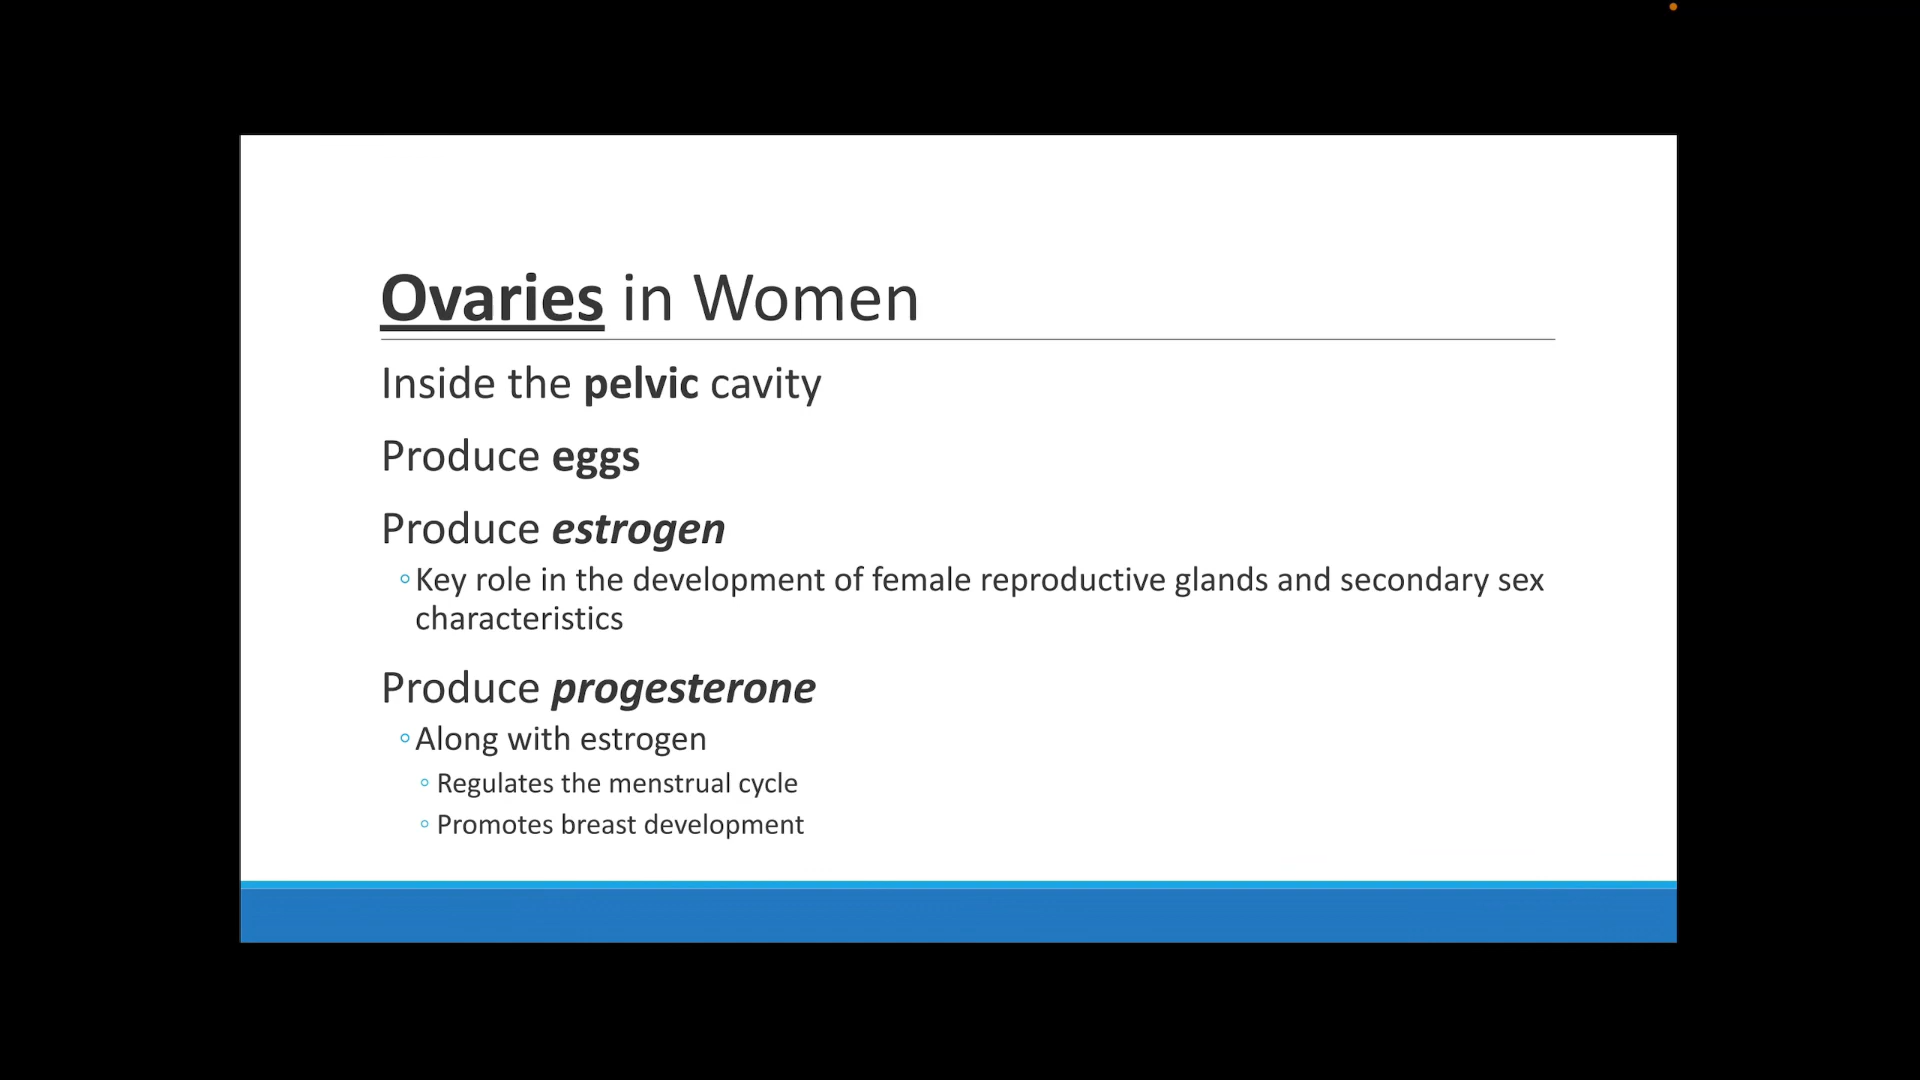 Ovaries in Women
Inside the pelvic cavity
Produce eggs
Produce estrogen
◦Key role in the development of female reproductive glands and secondary sex
characteristics
Produce progesterone
◦Along with estrogen
◦ Regulates the menstrual cycle
◦ Promotes breast development